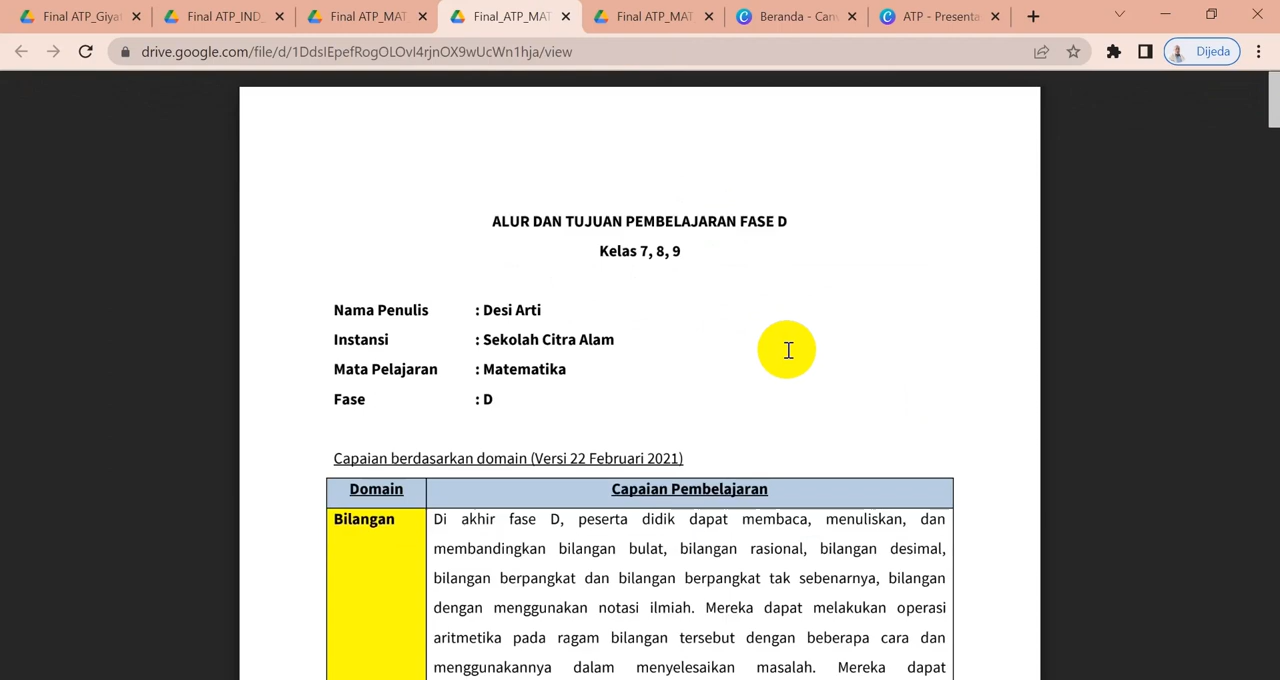 Final ATP_Giya
Final ATP_IND_
Final ATP_MAT
Final_ATP_MAT
Final ATP_MAT
Beranda - Can
ATP - Presenta
drive.google.com/file/d/1DdsIEpefRogOLOvI4rjnOX9wUcWn1hja/view
Dijeda
ALUR DAN TUJUAN PEMBELAJARAN FASE D
Kelas 7, 8, 9
Nama Penulis : Desi Arti
Instansi : Sekolah Citra Alam
Mata Pelajaran : Matematika
Fase : D
Capaian berdasarkan domain (Versi 22 Februari 2021)
Domain Capaian Pembelajaran
Bilangan Di akhir fase D, peserta didik dapat membaca, menuliskan, dan
membandingkan bilangan bulat, bilangan rasional, bilangan desimal,
bilangan berpangkat dan bilangan berpangkat tak sebenarnya, bilangan
dengan menggunakan notasi ilmiah. Mereka dapat melakukan operasi
aritmetika pada ragam bilangan tersebut dengan beberapa cara dan
menggunakannya dalam menyelesaikan masalah. Mereka dapat